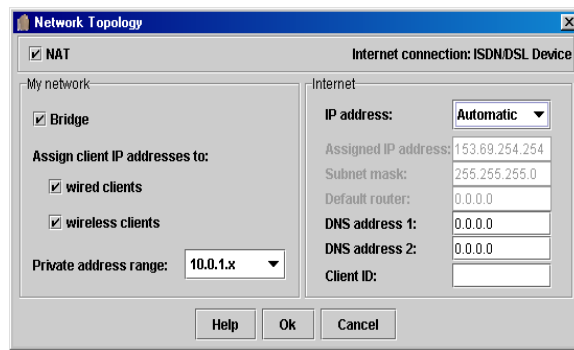 Network Topology
NAT
Internet connection: ISDN/DSL Device
My network
Bridge
Assign client IP addresses to:
wired clients
wireless clients
Private address range: 10.0.1.x
Internet
IP address: Automatic
Assigned IP address: 153.69.254.254
Subnet mask: 255.255.255.0
Default router: 0.0.0.0
DNS address 1: 0.0.0.0
DNS address 2: 0.0.0.0
Client ID:
Help Ok Cancel